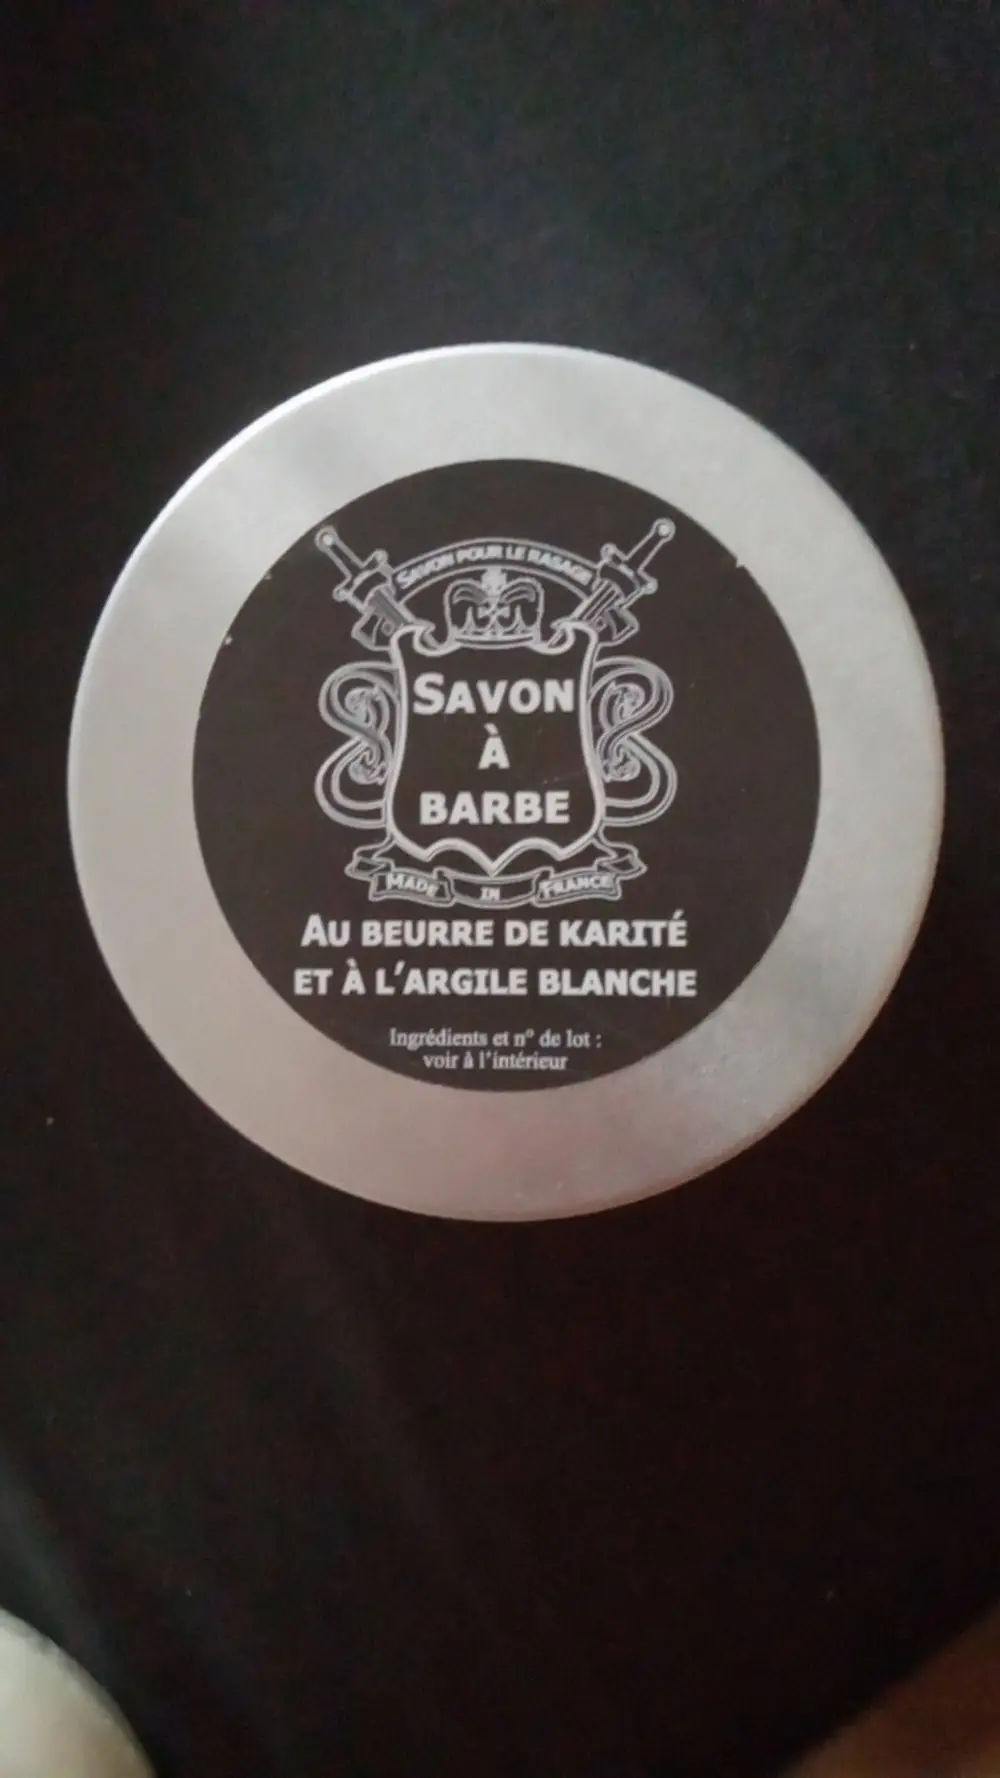 SAVON POUR LE RASAGE
SAVON
À
BARBE
MADE IN FRANCE
AU BEURRE DE KARITÉ
ET À L'ARGILE BLANCHE
Ingrédients et n° de lot :
voir à l'intérieur